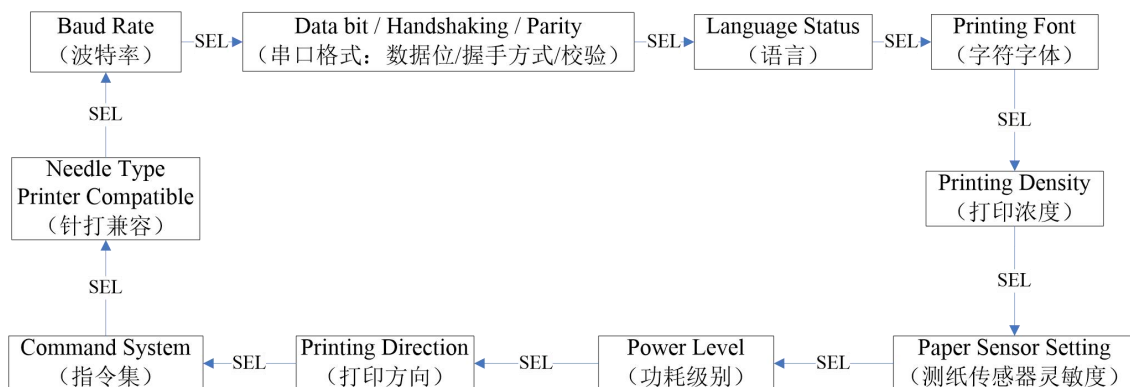 Baud Rate
（波特率）
SEL
Data bit / Handshaking / Parity
（串口格式：数据位/握手方式/校验）
SEL
Language Status
（语言）
SEL
Printing Font
（字符字体）
SEL
Printing Density
（打印浓度）
SEL
Paper Sensor Setting
（测纸传感器灵敏度）
SEL
Power Level
（功耗级别）
SEL
Printing Direction
（打印方向）
SEL
Command System
（指令集）
SEL
Needle Type
Printer Compatible
（针打兼容）
SEL